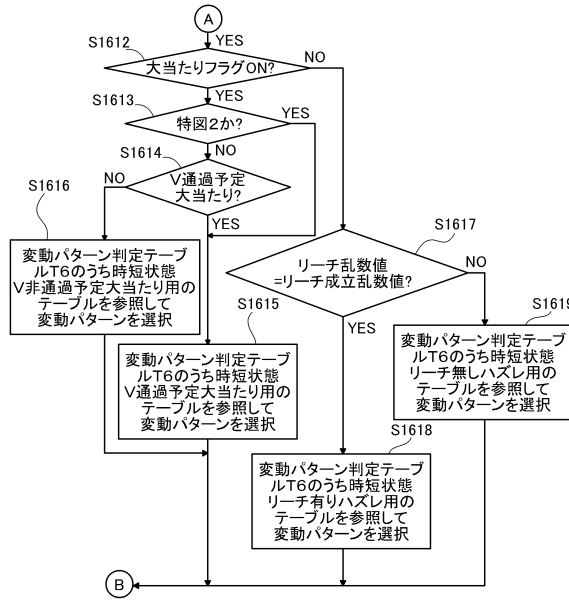 A
YES
S1612
大当たりフラグON?
NO
YES
S1613
特図2か?
YES
NO
S1614
V通過予定
大当たり?
NO
YES
S1616
変動パターン判定テーブ
ルT6のうち時短状態
V非通過予定大当たり用の
テーブルを参照して
変動パターンを選択
S1617
リーチ乱数値
=リーチ成立乱数値?
NO
YES
S1615
変動パターン判定テーブ
ルT6のうち時短状態
V通過予定大当たり用の
テーブルを参照して
変動パターンを選択
S1619
変動パターン判定テーブ
ルT6のうち時短状態
リーチ無しハズレ用の
テーブルを参照して
変動パターンを選択
S1618
変動パターン判定テーブ
ルT6のうち時短状態
リーチ有りハズレ用の
テーブルを参照して
変動パターンを選択
B